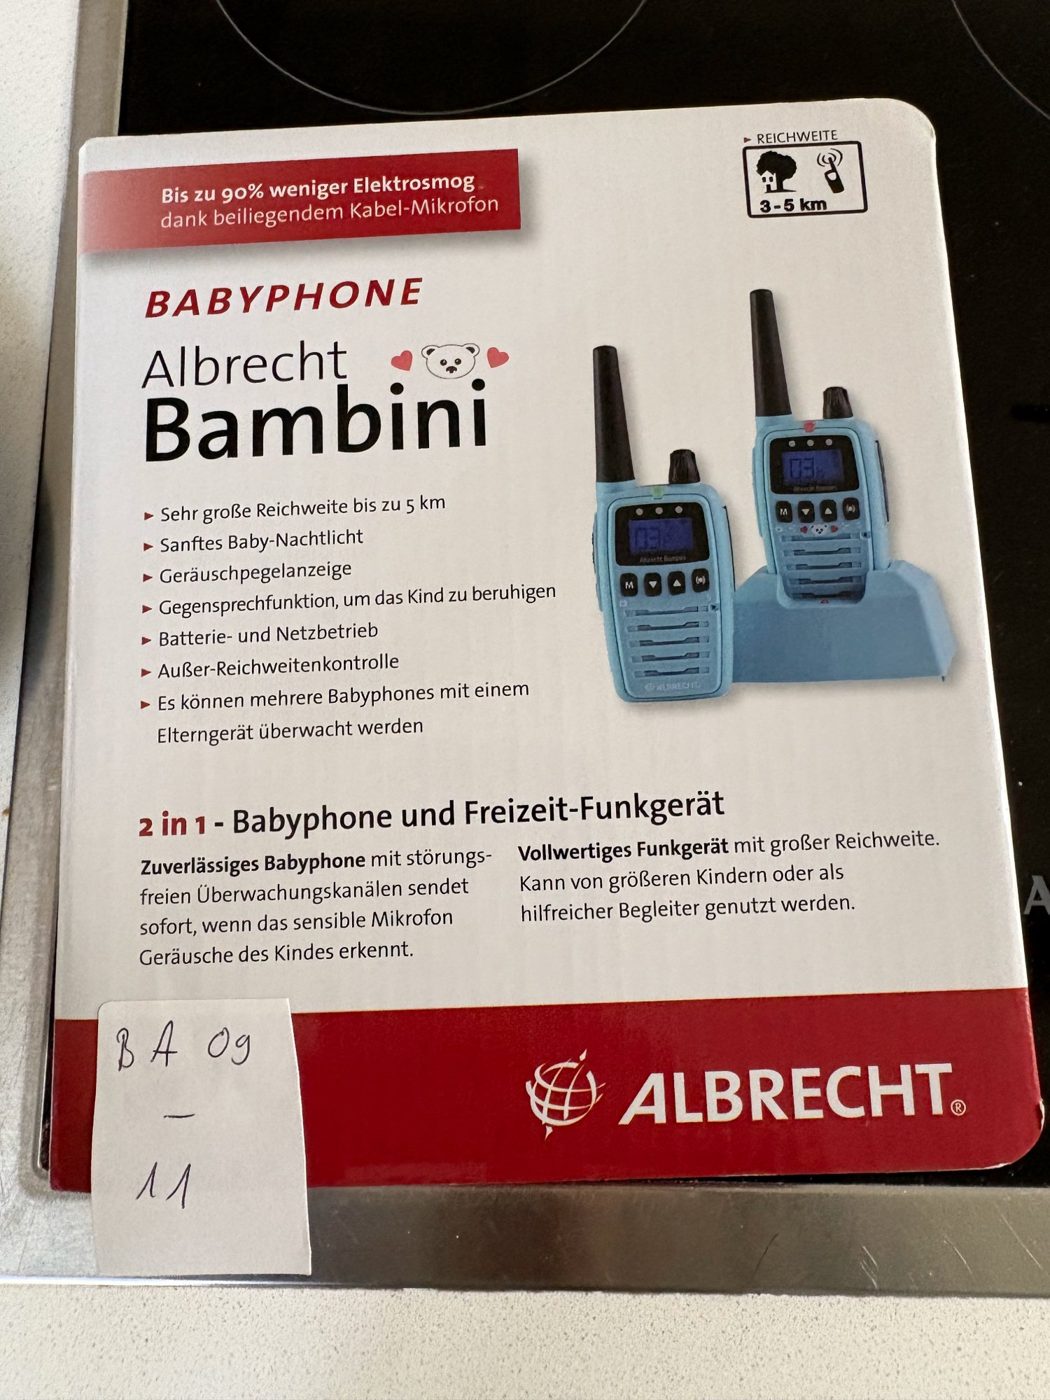 Bis zu 90% weniger Elektrosmog
dank beiliegendem Kabel-Mikrofon
► REICHWEITE
3-5 km
BABYPHONE
Albrecht
Bambini
► Sehr große Reichweite bis zu 5 km
► Sanftes Baby-Nachtlicht
► Geräuschpegelanzeige
► Gegensprechfunktion, um das Kind zu beruhigen
► Batterie- und Netzbetrieb
► Außer-Reichweitenkontrolle
► Es können mehrere Babyphones mit einem
Elterngerät überwacht werden
03
M
03
M
ALBRECHT
2 in 1 - Babyphone und Freizeit-Funkgerät
Zuverlässiges Babyphone mit störungs-
freien Überwachungskanälen sendet
sofort, wenn das sensible Mikrofon
Geräusche des Kindes erkennt.
Vollwertiges Funkgerät mit großer Reichweite.
Kann von größeren Kindern oder als
hilfreicher Begleiter genutzt werden.
BA 09
–
11
ALBRECHT®
A